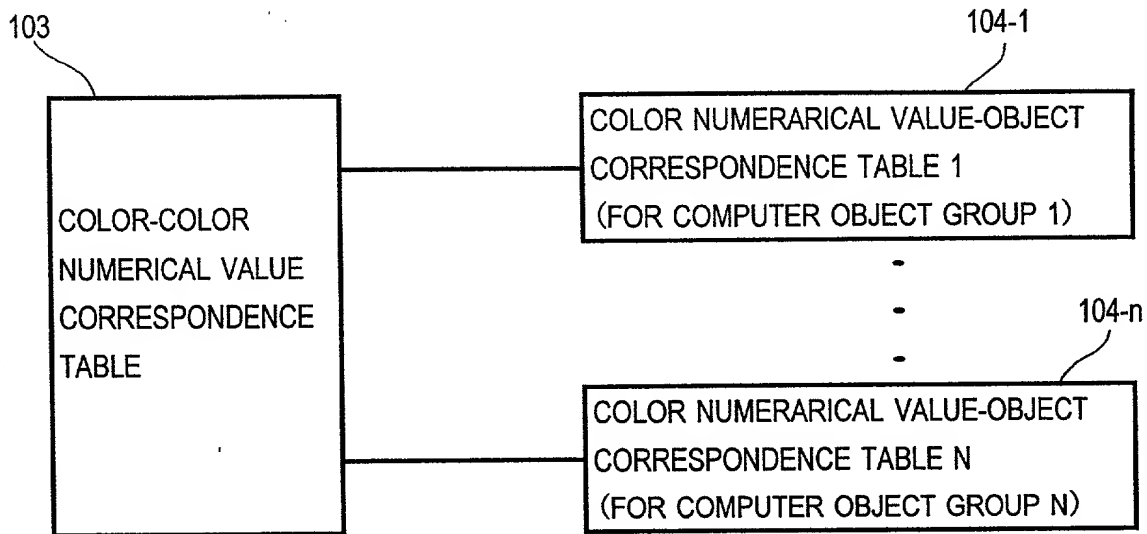 103
COLOR-COLOR
NUMERICAL VALUE
CORRESPONDENCE
TABLE
104-1
COLOR NUMERARICAL VALUE-OBJECT
CORRESPONDENCE TABLE 1
(FOR COMPUTER OBJECT GROUP 1)
104-n
COLOR NUMERARICAL VALUE-OBJECT
CORRESPONDENCE TABLE N
(FOR COMPUTER OBJECT GROUP N)